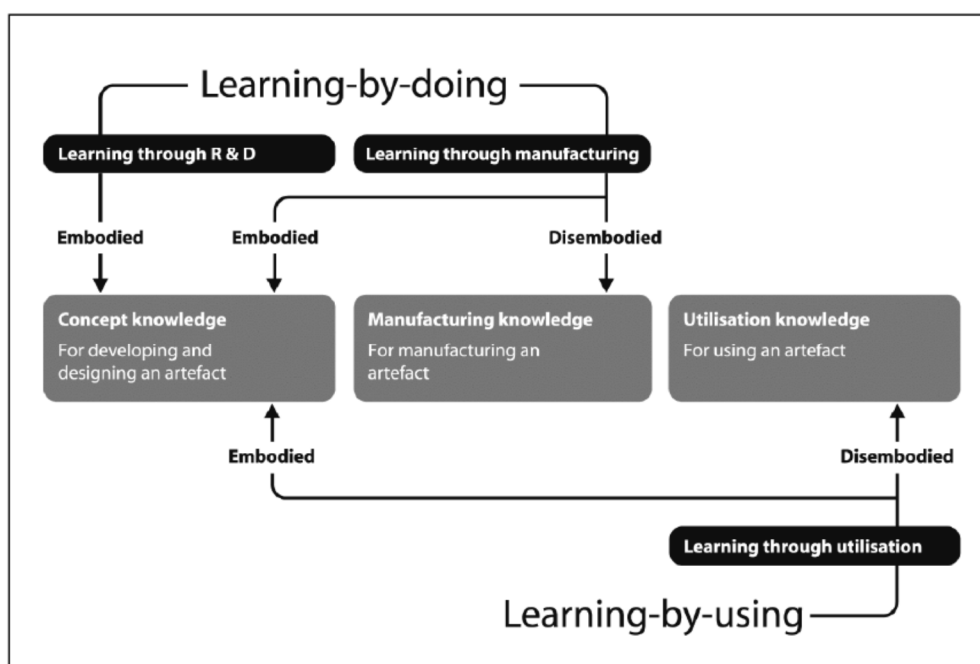 Learning-by-doing
Learning through R & D
Learning through manufacturing
Embodied
Embodied
Disembodied
Concept knowledge
For developing and
designing an artefact
Manufacturing knowledge
For manufacturing an
artefact
Utilisation knowledge
For using an artefact
Embodied
Disembodied
Learning through utilisation
Learning-by-using